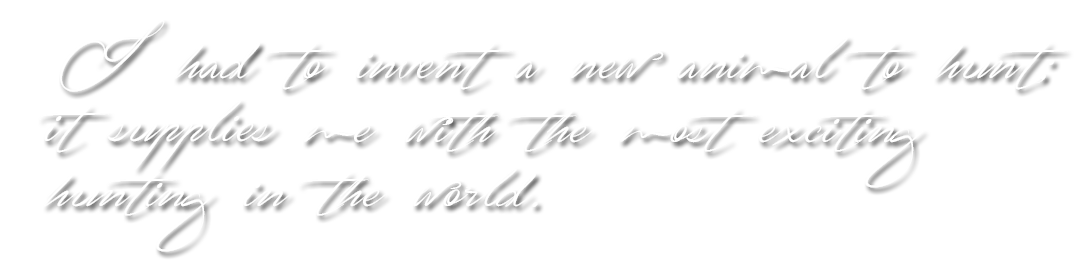 I had to invent a new animal to hunt;
it supplies me with the most exciting
hunting in the world.